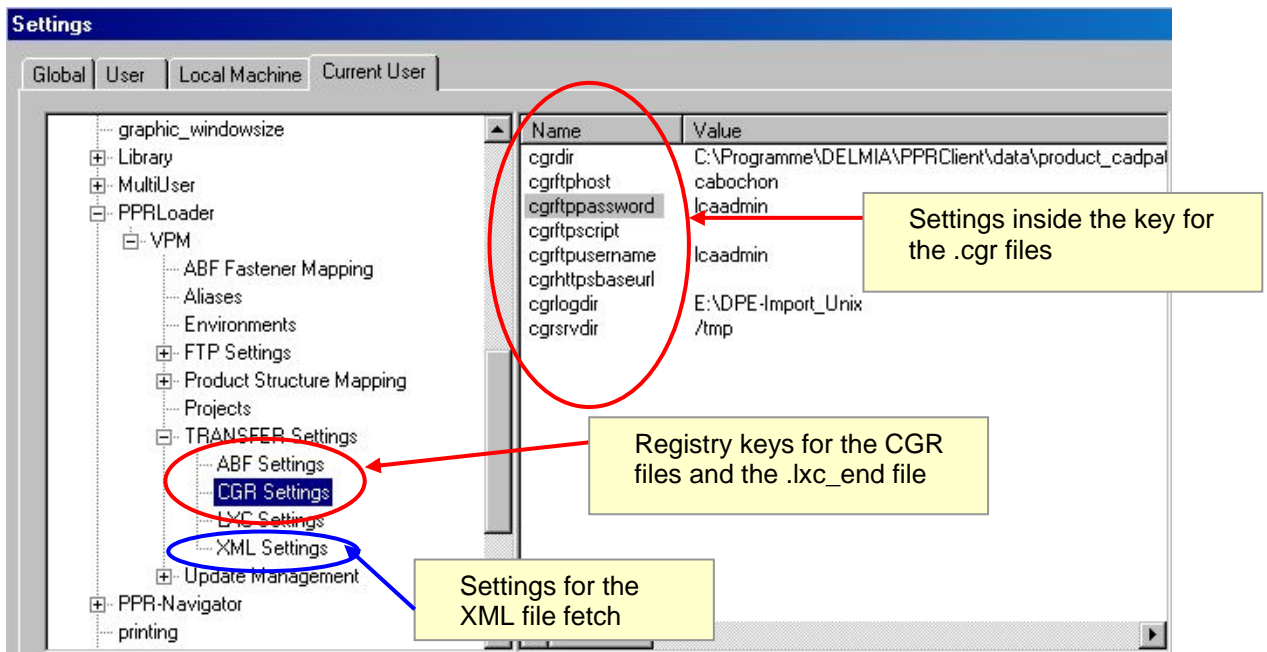 Settings
Global User Local Machine Current User
graphic_windowsize
Library
MultiUser
PPRLoader
VPM
ABF Fastener Mapping
Aliases
Environments
FTP Settings
Product Structure Mapping
Projects
TRANSFER Settings
ABF Settings
CGR Settings
LXC Settings
XML Settings
Update Management
PPR-Navigator
printing
Name Value
cgrdir C:\Programme\DELMIA\PPRClient\data\product_cadpa
cgrftphost cabochon
cgrftppassword lcaadmin
cgrftpscript
cgrftpusername lcaadmin
cgrhttpsbaseurl
cgrlogdir E:\DPE-Import_Unix
cgrsrvdir /tmp
Settings inside the key for
the .cgr files
Registry keys for the CGR
files and the .lxc_end file
Settings for the
XML file fetch